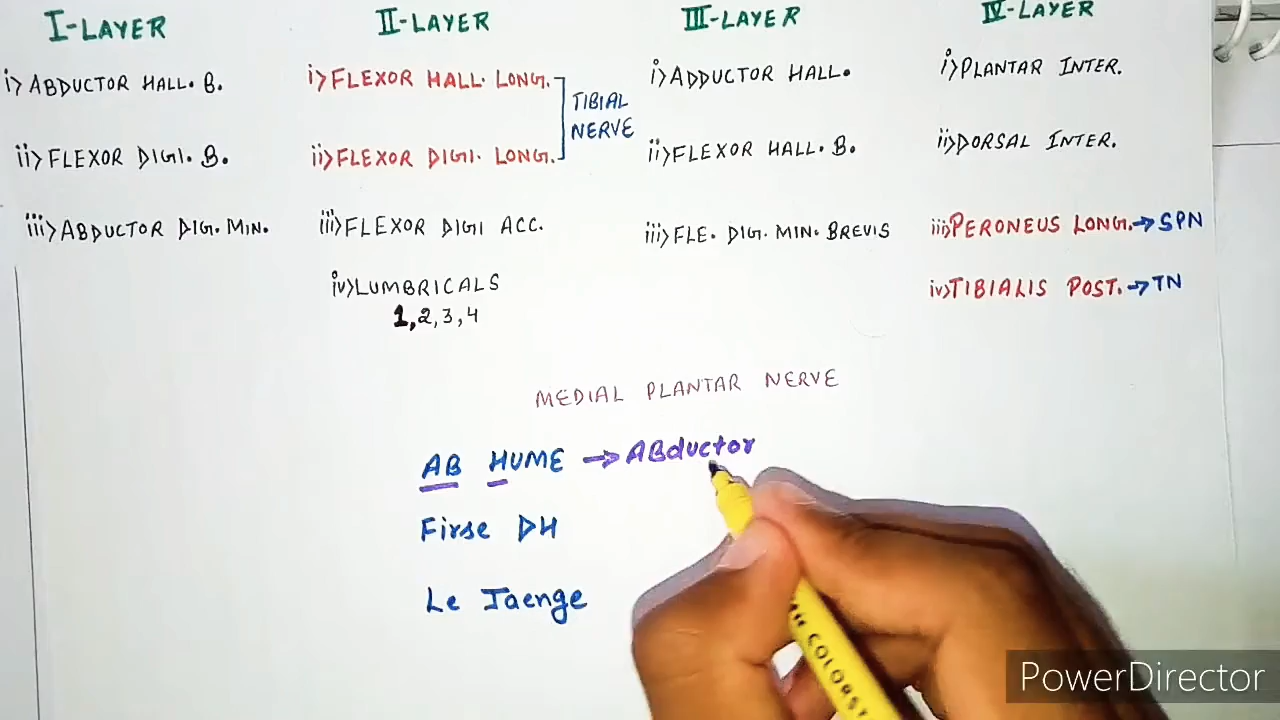 I-LAYER
i) ABDUCTOR HALL. B.
ii) FLEXOR DIGI. B.
iii) ABDUCTOR DIG. MIN.
II-LAYER
i) FLEXOR HALL. LONG.
ii) FLEXOR DIGI. LONG.
TIBIAL
NERVE
iii) FLEXOR DIGI ACC.
iv) LUMBRICALS
1, 2, 3, 4
III-LAYER
i) ADDUCTOR HALL.
ii) FLEXOR HALL. B.
iii) FLE. DIG. MIN. BREVIS
IV-LAYER
i) PLANTAR INTER.
ii) DORSAL INTER.
iii) PERONEUS LONG. → SPN
iv) TIBIALIS POST. → TN
MEDIAL PLANTAR NERVE
AB HUME → ABductor
Firse DH
Le Jaenge
PowerDirector